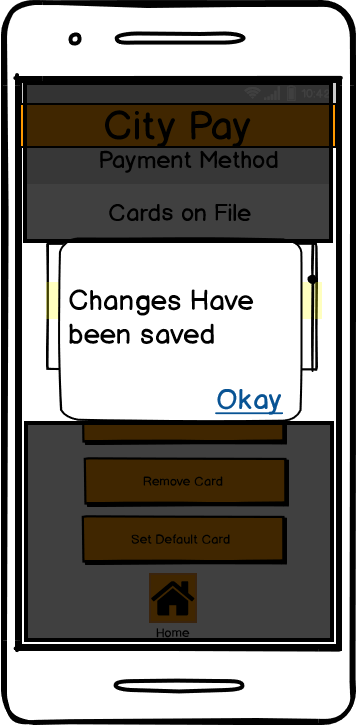 City Pay
Payment Method
Cards on File
Changes Have
been saved
Okay
Remove Card
Set Default Card
Home